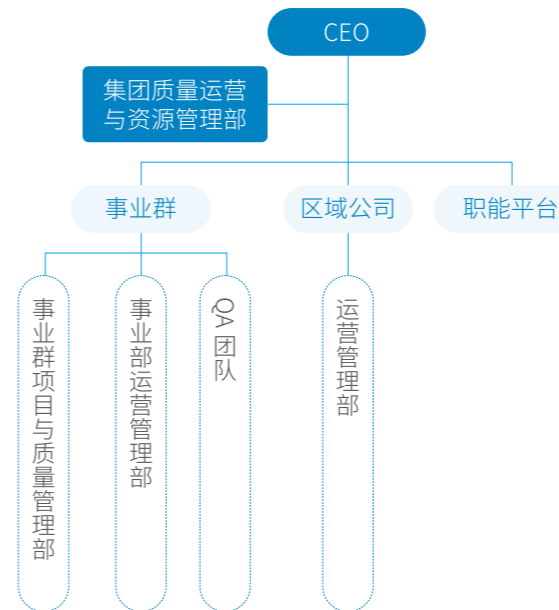 CEO
集团质量运营
与资源管理部
事业群
区域公司
职能平台
事业群项目与质量管理部
事业部运营管理部
QA 团队
运营管理部